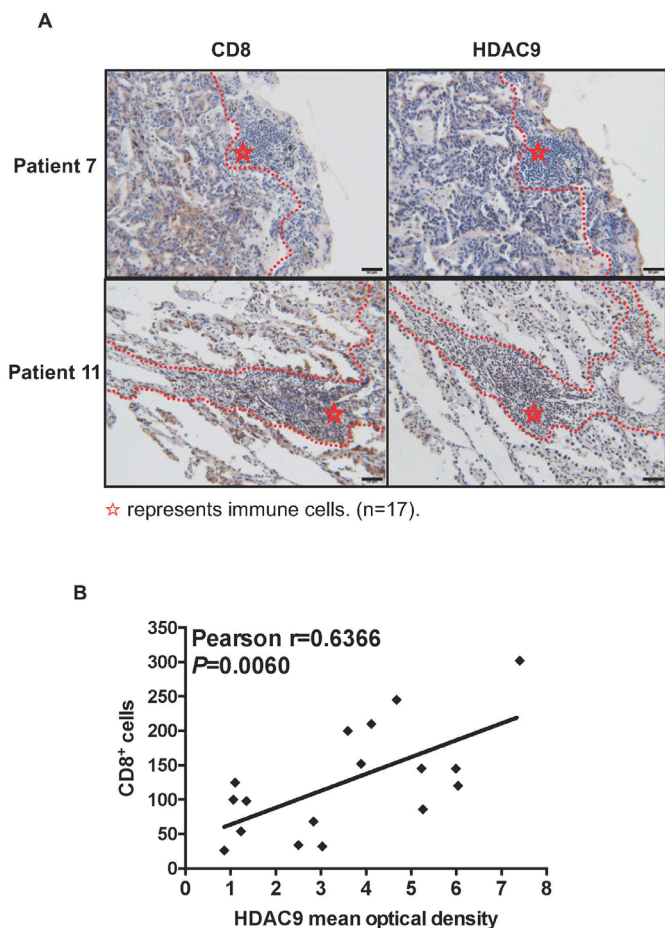 A
CD8 HDAC9
Patient 7
Patient 11
☆ represents immune cells. (n=17).
B
Pearson r=0.6366
P=0.0060
350
300
250
200
150
100
50
0
CD8⁺ cells
0 1 2 3 4 5 6 7 8
HDAC9 mean optical density